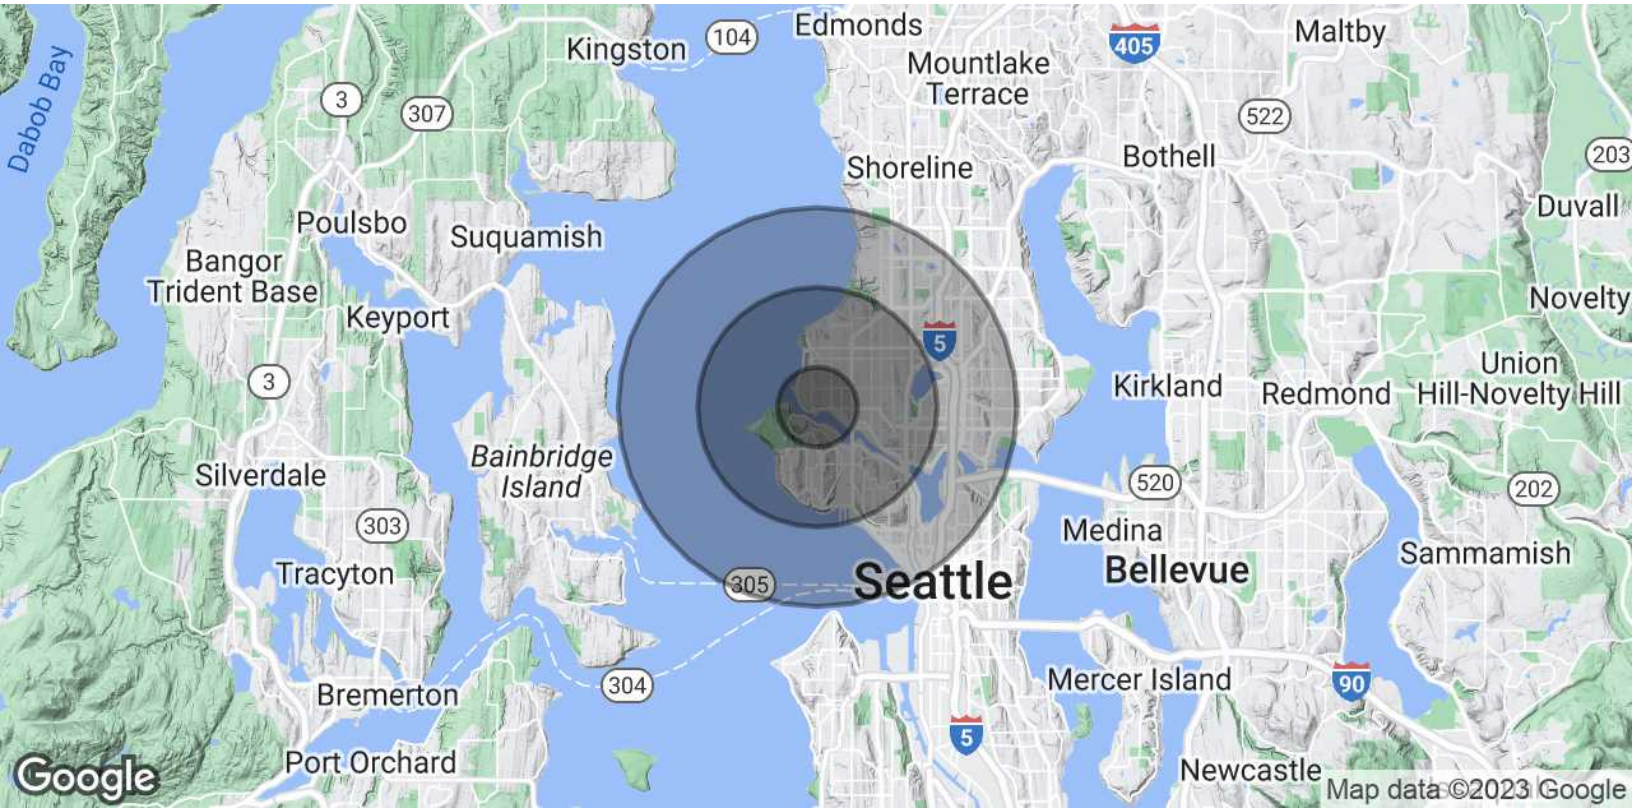 Edmonds
Kingston
104
405
Maltby
Dabob Bay
Mountlake
Terrace
3
307
522
203
Bothell
Shoreline
Duvall
Poulsbo
Suquamish
Bangor
Trident Base
Novelty
Keyport
5
Union
Hill-Novelty Hill
3
Kirkland
Redmond
Bainbridge
Island
Silverdale
520
202
303
Medina
Sammamish
Tracyton
305
Seattle
Bellevue
304
Mercer Island
90
Bremerton
5
Port Orchard
Newcastle
Google
Map data ©2023 Google